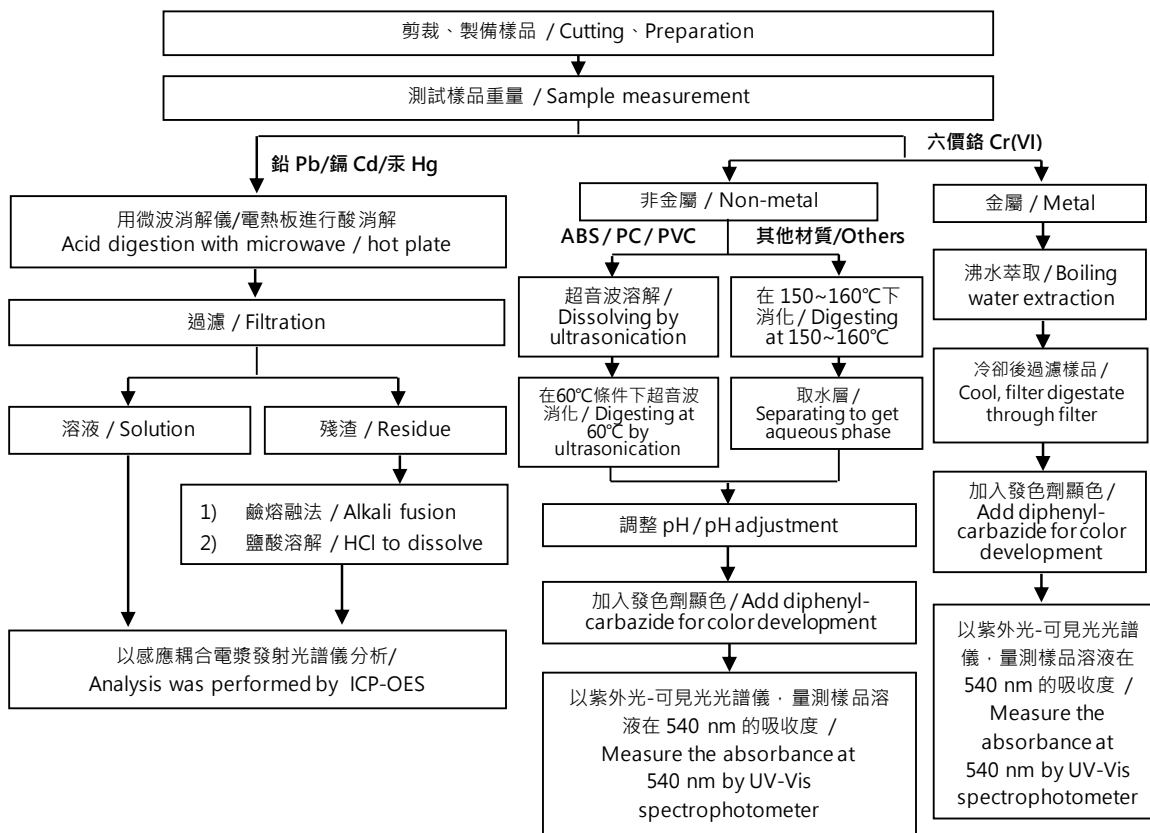 剪裁、製備樣品 / Cutting、Preparation
測試樣品重量 / Sample measurement
鉛 Pb/鎘 Cd/汞 Hg
六價鉻 Cr(VI)
用微波消解儀/電熱板進行酸消解
Acid digestion with microwave / hot plate
過濾 / Filtration
溶液 / Solution
殘渣 / Residue
1) 鹼熔融法 / Alkali fusion
2) 鹽酸溶解 / HCl to dissolve
以感應耦合電漿發射光譜儀分析/
Analysis was performed by ICP-OES
非金屬 / Non-metal
ABS / PC / PVC
其他材質/Others
超音波溶解 /
Dissolving by
ultrasonication
在60℃條件下超音波
消化 / Digesting at
60℃ by
ultrasonication
在 150~160℃下
消化 / Digesting
at 150~160℃
取水層 /
Separating to get
aqueous phase
調整 pH / pH adjustment
加入發色劑顯色 / Add diphenyl-
carbazide for color development
以紫外光-可見光光譜儀，量測樣品溶
液在 540 nm 的吸收度 /
Measure the absorbance at
540 nm by UV-Vis
spectrophotometer
金屬 / Metal
沸水萃取 / Boiling
water extraction
冷卻後過濾樣品 /
Cool, filter digestate
through filter
加入發色劑顯色 /
Add diphenyl-
carbazide for color
development
以紫外光-可見光光譜
儀，量測樣品溶液在
540 nm 的吸收度 /
Measure the
absorbance at
540 nm by UV-Vis
spectrophotometer